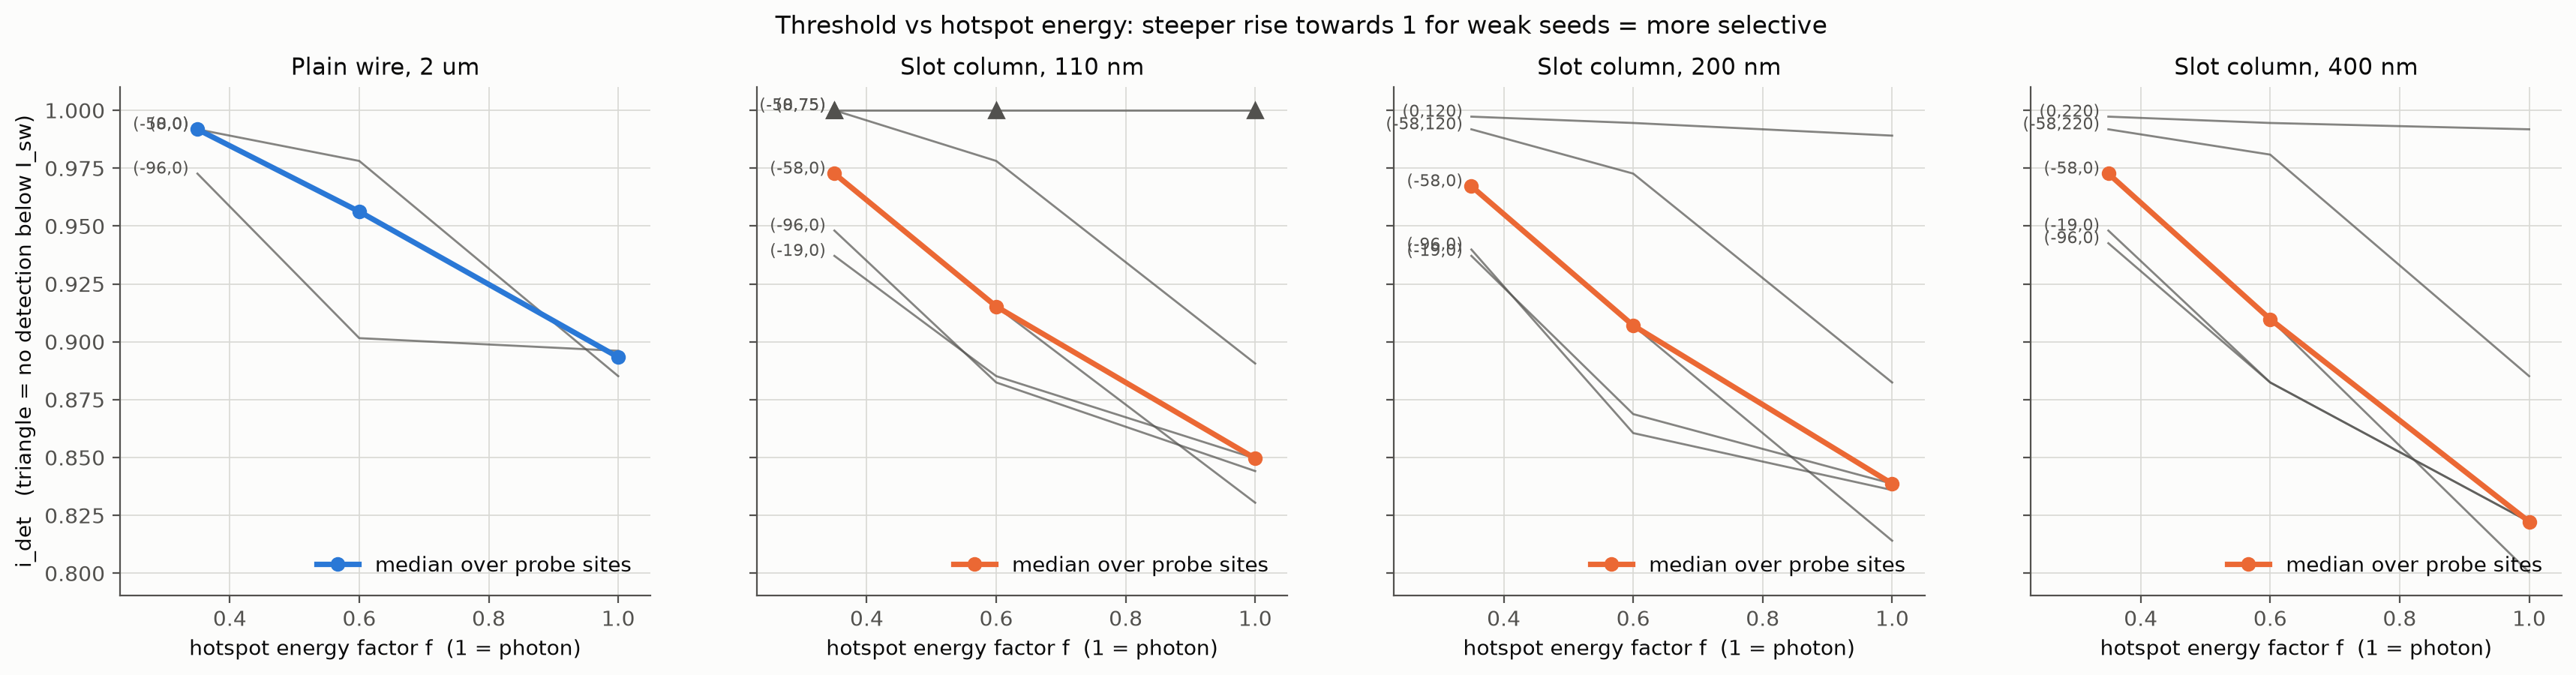 Threshold vs hotspot energy: steeper rise towards 1 for weak seeds = more selective
Plain wire, 2 um
i_det (triangle = no detection below I_sw)
1.000
0.975
0.950
0.925
0.900
0.875
0.850
0.825
0.800
(-96,0)
median over probe sites
0.4
0.6
0.8
1.0
hotspot energy factor f (1 = photon)
Slot column, 110 nm
(-58,0)
(-96,0)
(-19,0)
median over probe sites
0.4
0.6
0.8
1.0
hotspot energy factor f (1 = photon)
Slot column, 200 nm
(0,120)
(-58,120)
(-58,0)
(-96,0)
(-19,0)
median over probe sites
0.4
0.6
0.8
1.0
hotspot energy factor f (1 = photon)
Slot column, 400 nm
(0,220)
(-58,220)
(-58,0)
(-19,0)
(-96,0)
median over probe sites
0.4
0.6
0.8
1.0
hotspot energy factor f (1 = photon)